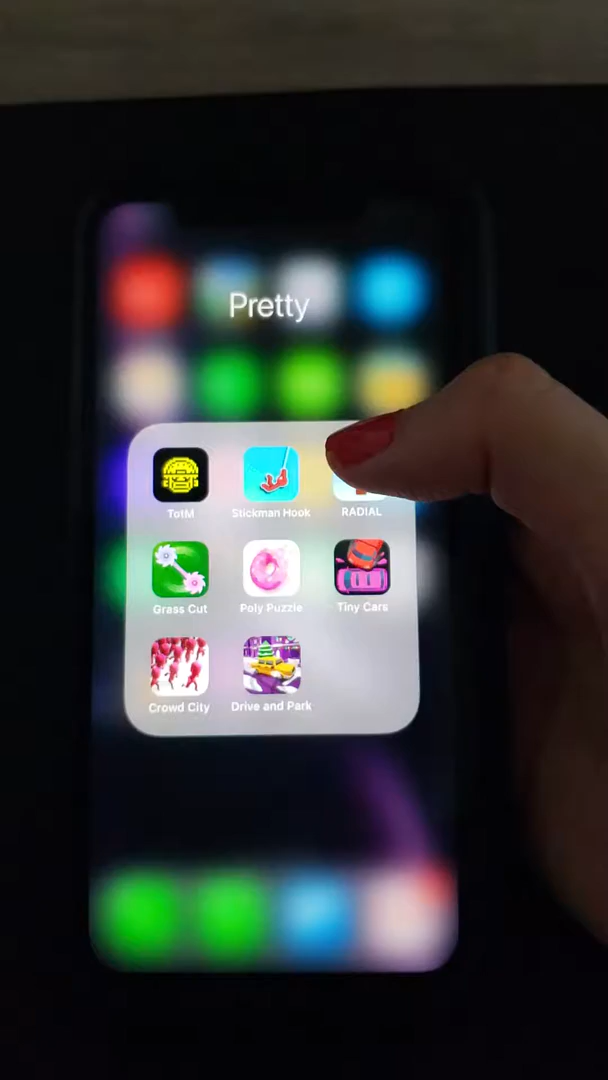 Pretty
TotM
Stickman Hook
RADIAL
Grass Cut
Poly Puzzle
Tiny Cars
Crowd City
Drive and Park